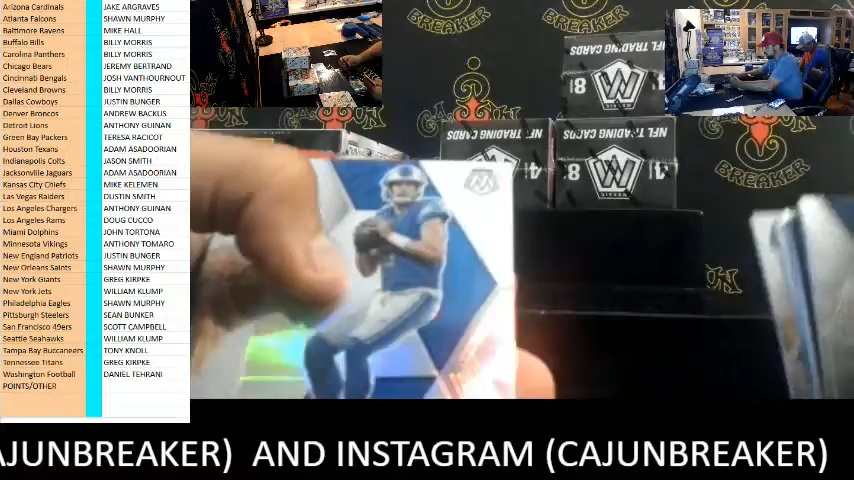 Arizona Cardinals JAKE ARGRAVES
Atlanta Falcons SHAWN MURPHY
Baltimore Ravens MIKE HALL
Buffalo Bills BILLY MORRIS
Carolina Panthers BILLY MORRIS
Chicago Bears JEREMY BERTRAND
Cincinnati Bengals JOSH VANTHOURNOUT
Cleveland Browns BILLY MORRIS
Dallas Cowboys JUSTIN BUNGER
Denver Broncos ANDREW BACKUS
Detroit Lions ANTHONY GUINAN
Green Bay Packers TERESA RACICOT
Houston Texans ADAM ASADOORIAN
Indianapolis Colts JASON SMITH
Jacksonville Jaguars ADAM ASADOORIAN
Kansas City Chiefs MIKE KELEMEN
Las Vegas Raiders DUSTIN SMITH
Los Angeles Chargers ANTHONY GUINAN
Los Angeles Rams DOUG CUCCO
Miami Dolphins JOHN TORTONA
Minnesota Vikings ANTHONY TOMARO
New England Patriots JUSTIN BUNGER
New Orleans Saints SHAWN MURPHY
New York Giants GREG KIRPKE
New York Jets WILLIAM KLUMP
Philadelphia Eagles SHAWN MURPHY
Pittsburgh Steelers SEAN BUNKER
San Francisco 49ers SCOTT CAMPBELL
Seattle Seahawks WILLIAM KLUMP
Tampa Bay Buccaneers TONY KNOLL
Tennessee Titans GREG KIRPKE
Washington Football DANIEL TEHRANI
POINTS/OTHER
BREAKER
NFL TRADING CARDS
NFL TRADING CARDS
NFL TRADING CARDS
BREAKER
AJUNBREAKER) AND INSTAGRAM (CAJUNBREAKER)